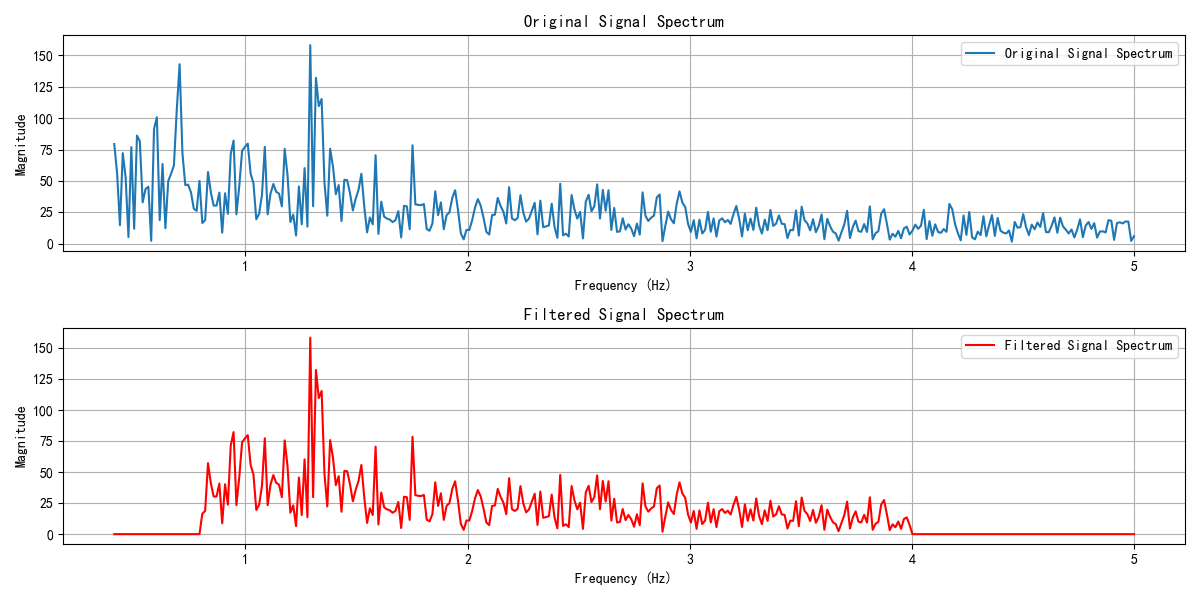 Original Signal Spectrum
Original Signal Spectrum
Magnitude
150
125
100
75
50
25
0
1 2 3 4 5
Frequency (Hz)
Filtered Signal Spectrum
Filtered Signal Spectrum
Magnitude
150
125
100
75
50
25
0
1 2 3 4 5
Frequency (Hz)